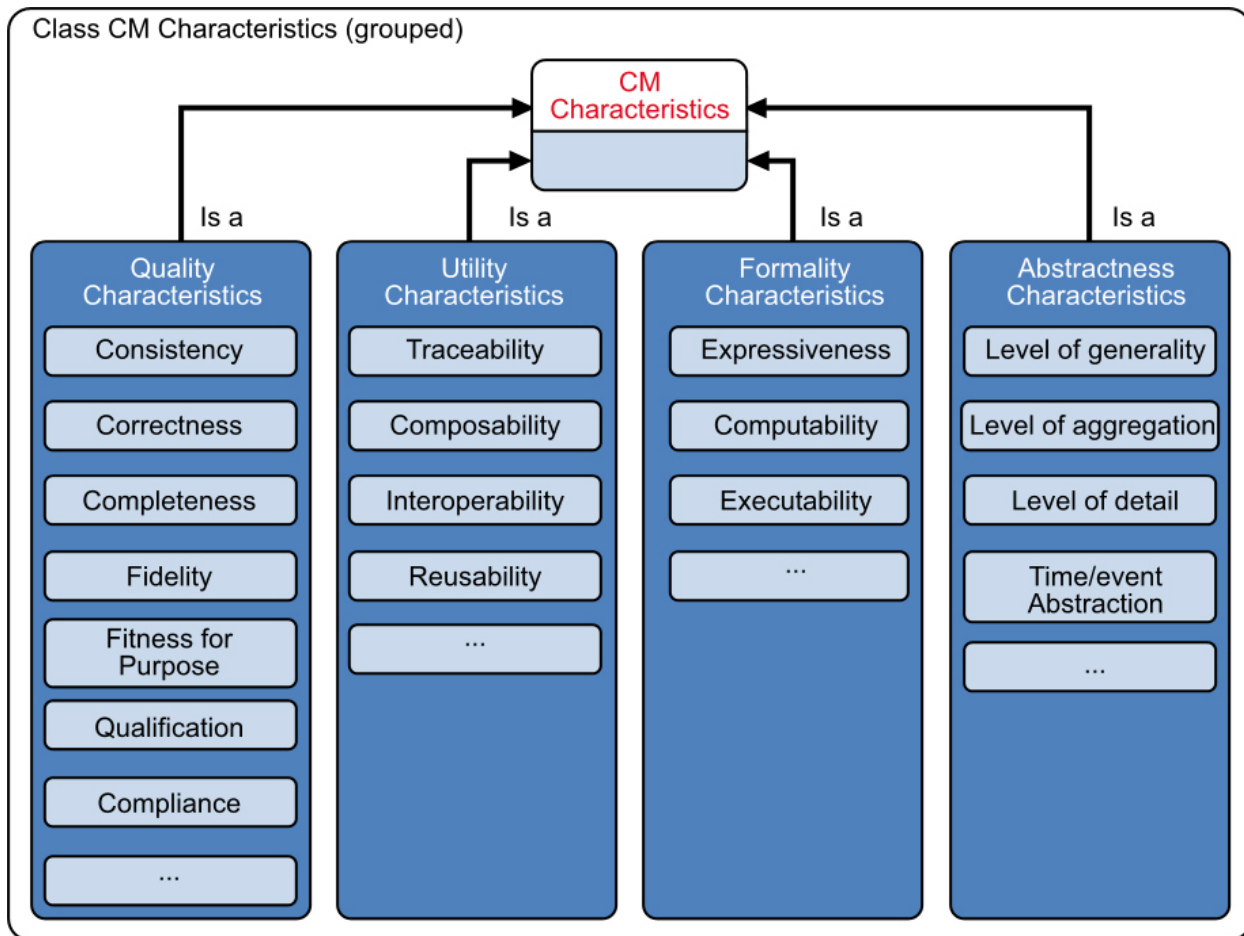 Class CM Characteristics (grouped)
CM
Characteristics
Is a
Is a
Is a
Is a
Quality
Characteristics
Consistency
Correctness
Completeness
Fidelity
Fitness for
Purpose
Qualification
Compliance
...
Utility
Characteristics
Traceability
Composability
Interoperability
Reusability
...
Formality
Characteristics
Expressiveness
Computability
Executability
...
Abstractness
Characteristics
Level of generality
Level of aggregation
Level of detail
Time/event
Abstraction
...